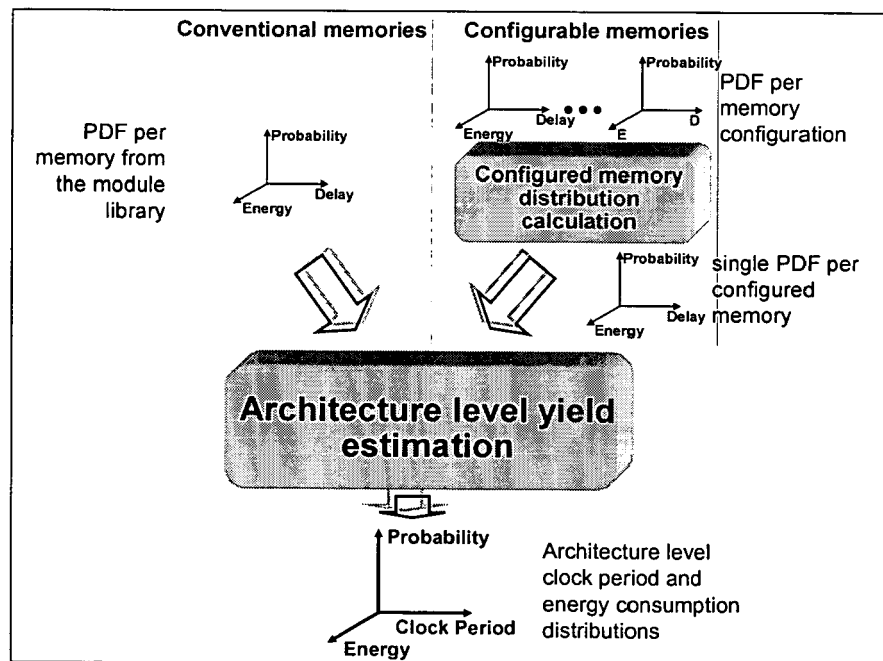 Conventional memories
Configurable memories
PDF per
memory from
the module
library
Probability
Delay
Energy
Probability
Delay
Energy
Probability
D
E
PDF per
memory
configuration
Configured memory
distribution
calculation
Probability
Delay
Energy
single PDF per
configured
memory
Architecture level yield
estimation
Probability
Clock Period
Energy
Architecture level
clock period and
energy consumption
distributions